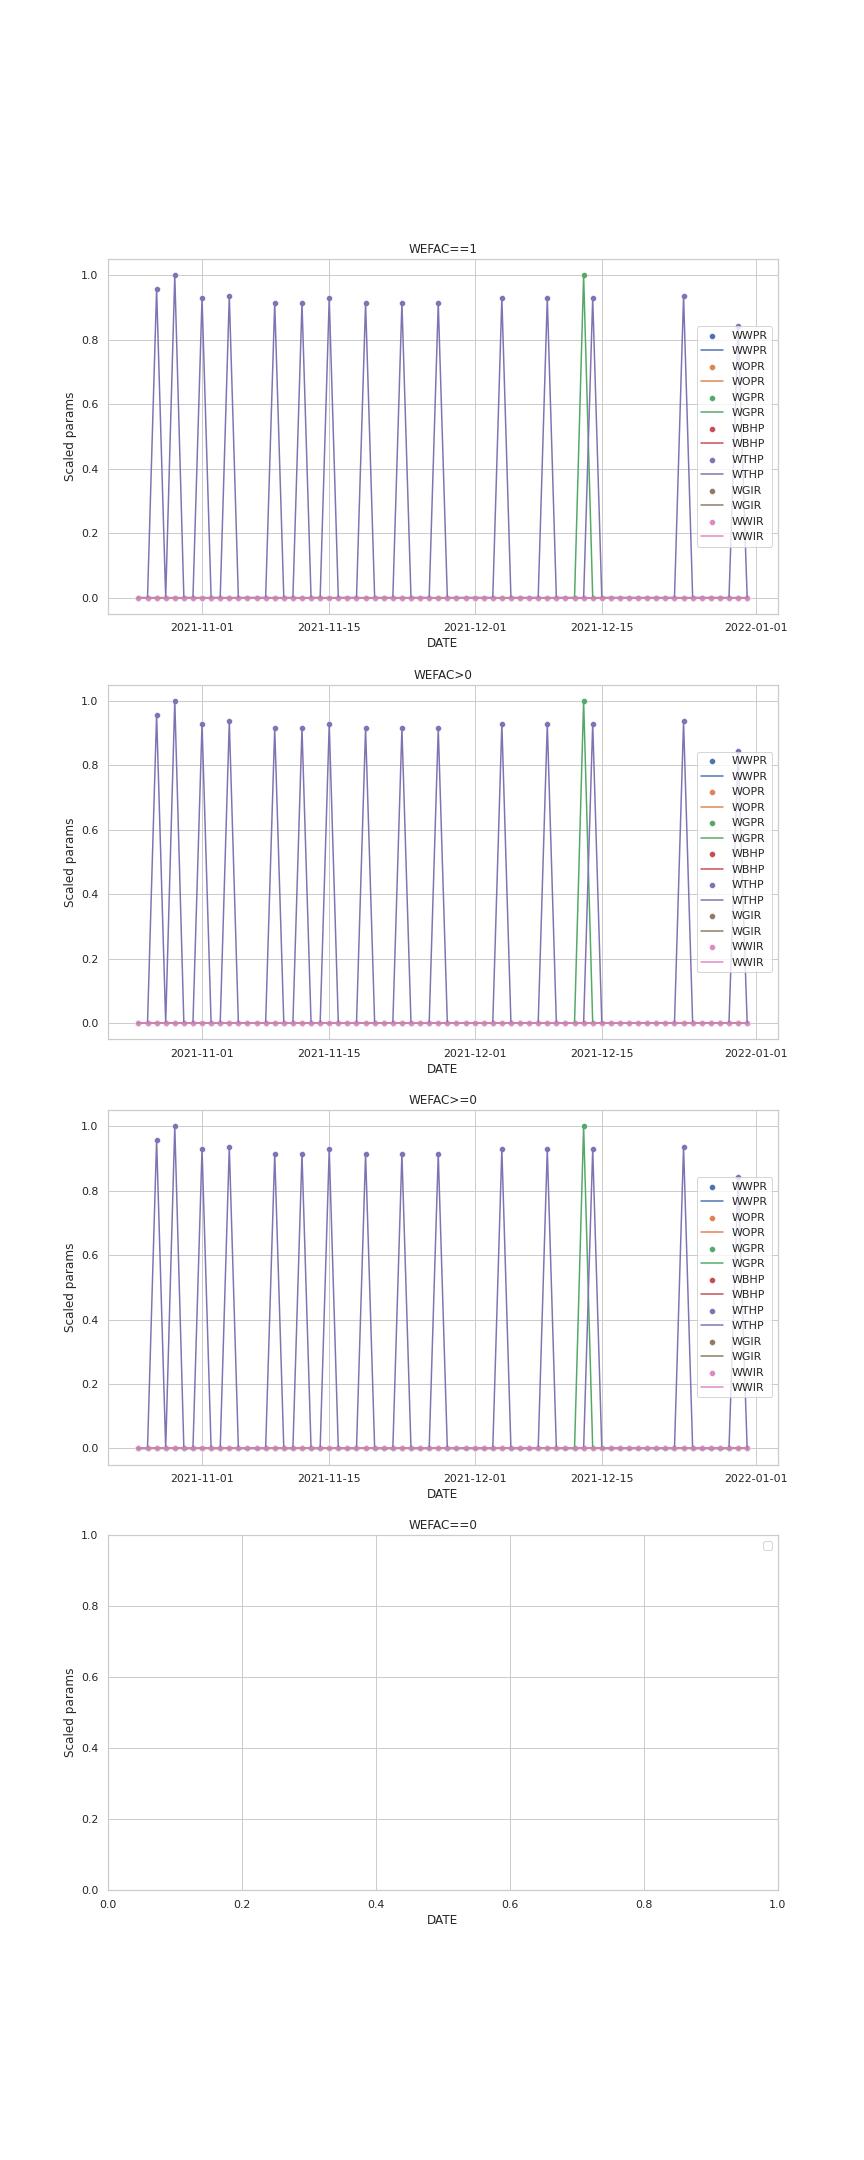 WEFAC==1
1.0
0.8
0.6
0.4
0.2
0.0
Scaled params
WWPR
WWPR
WOPR
WOPR
WGPR
WGPR
WBHP
WBHP
WTHP
WTHP
WGIR
WGIR
WWIR
WWIR
2021-11-01 2021-11-15 2021-12-01 2021-12-15 2022-01-01
DATE
WEFAC>0
1.0
0.8
0.6
0.4
0.2
0.0
Scaled params
WWPR
WWPR
WOPR
WOPR
WGPR
WGPR
WBHP
WBHP
WTHP
WTHP
WGIR
WGIR
WWIR
WWIR
2021-11-01 2021-11-15 2021-12-01 2021-12-15 2022-01-01
DATE
WEFAC>=0
1.0
0.8
0.6
0.4
0.2
0.0
Scaled params
WWPR
WWPR
WOPR
WOPR
WGPR
WGPR
WBHP
WBHP
WTHP
WTHP
WGIR
WGIR
WWIR
WWIR
2021-11-01 2021-11-15 2021-12-01 2021-12-15 2022-01-01
DATE
WEFAC==0
1.0
0.8
0.6
0.4
0.2
0.0
Scaled params
0.0 0.2 0.4 0.6 0.8 1.0
DATE